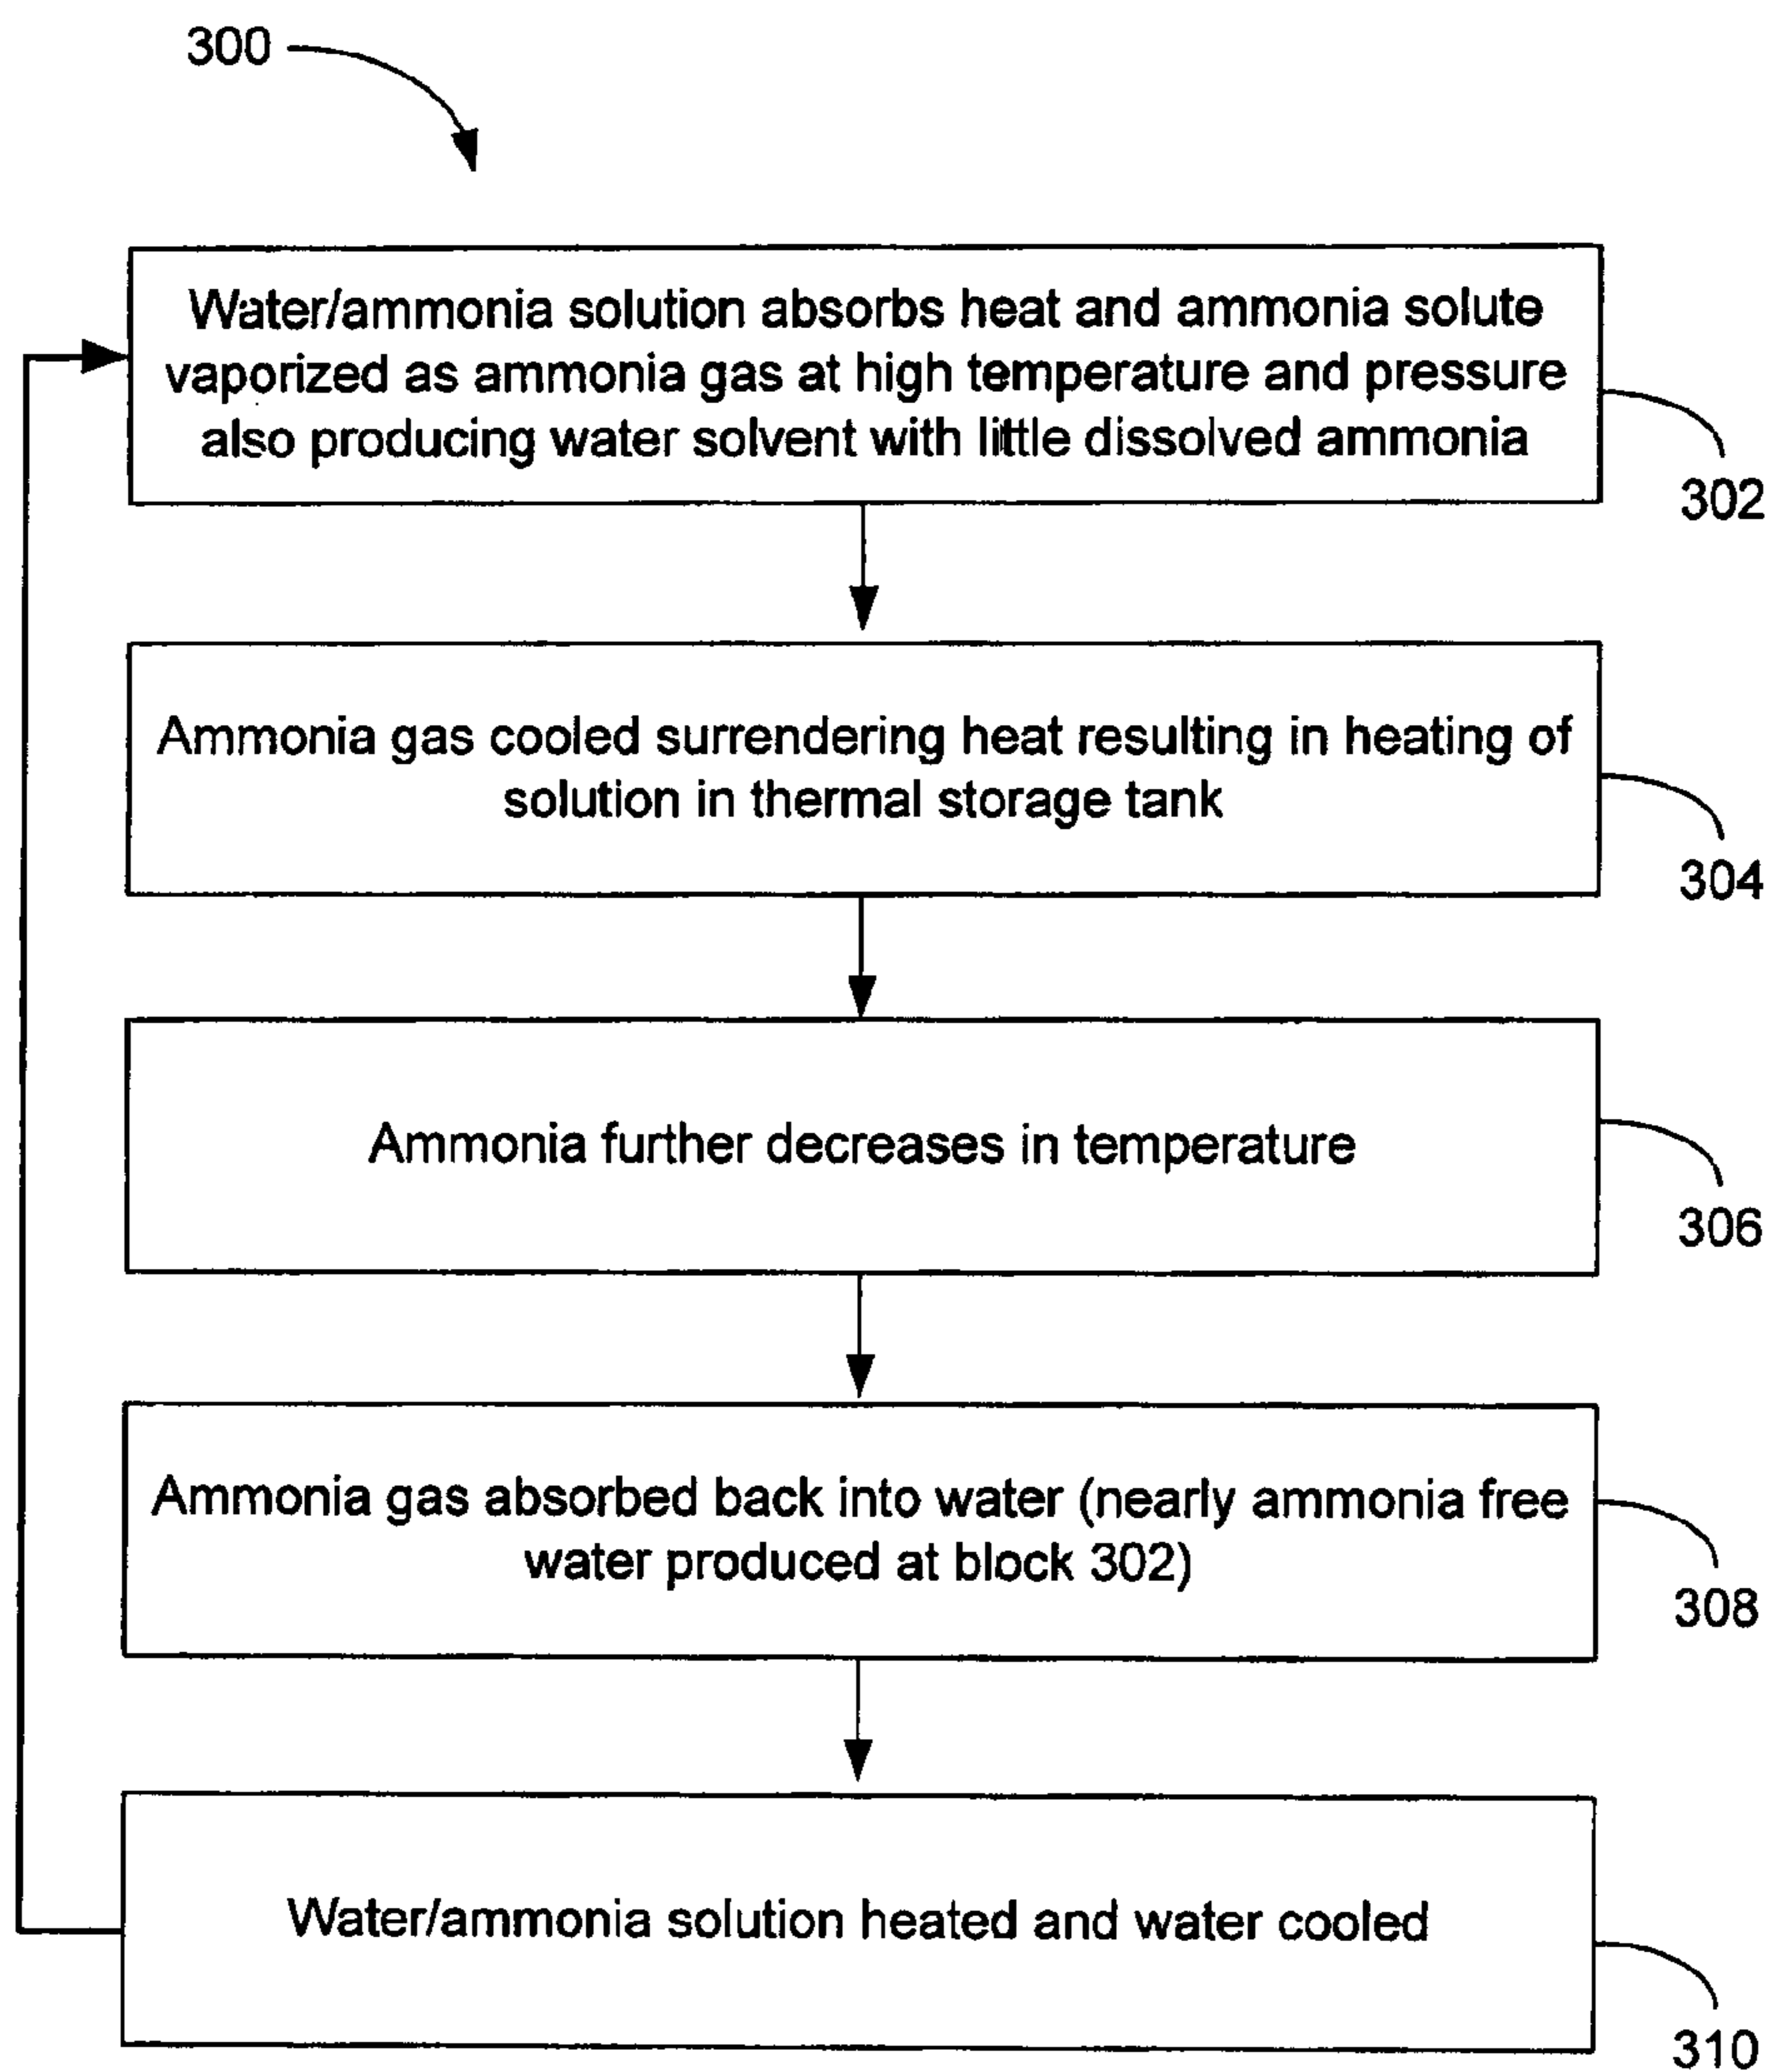 300
Water/ammonia solution absorbs heat and ammonia solute
vaporized as ammonia gas at high temperature and pressure
also producing water solvent with little dissolved ammonia
302
Ammonia gas cooled surrendering heat resulting in heating of
solution in thermal storage tank
304
Ammonia further decreases in temperature
306
Ammonia gas absorbed back into water (nearly ammonia free
water produced at block 302)
308
Water/ammonia solution heated and water cooled
310